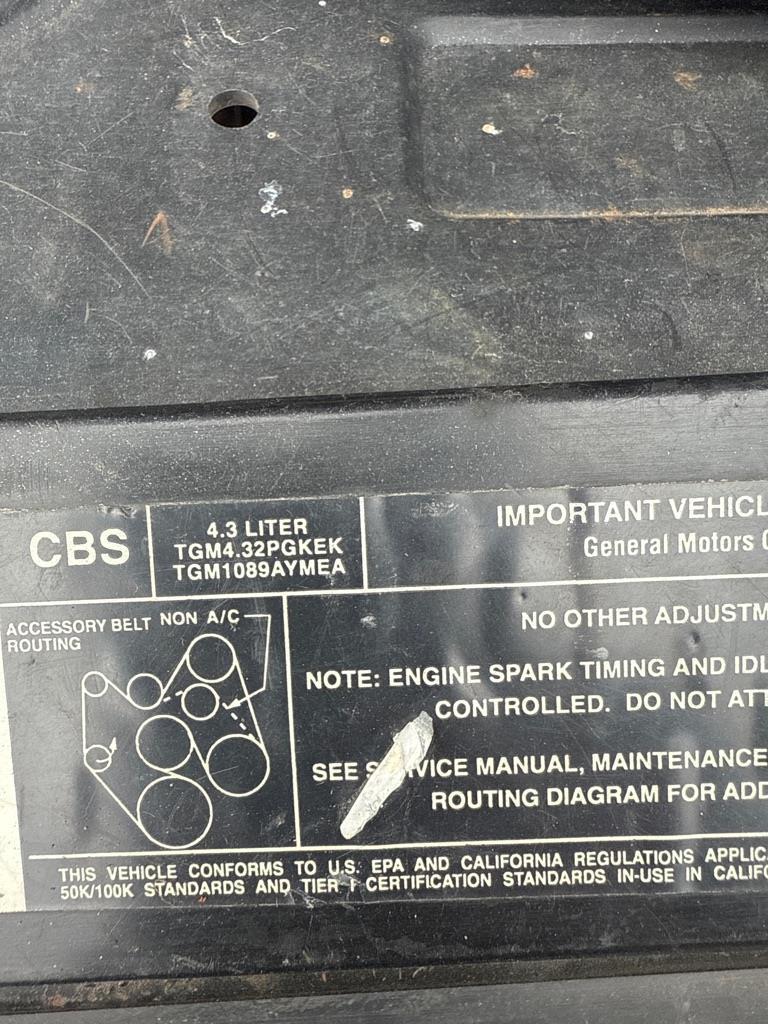 CBS
4.3 LITER
TGM4.32PGKEK
TGM1089AYMEA
IMPORTANT VEHICL
General Motors
ACCESSORY BELT
ROUTING
NON A/C
NO OTHER ADJUSTM
NOTE: ENGINE SPARK TIMING AND IDL
CONTROLLED. DO NOT ATT
SEE MANUAL, MAINTENANCE
ROUTING DIAGRAM FOR ADD
THIS VEHICLE CONFORMS TO U.S. EPA AND CALIFORNIA REGULATIONS APPLIC
50K/100K STANDARDS AND TIER 1 CERTIFICATION STANDARDS IN-USE IN CALIFO